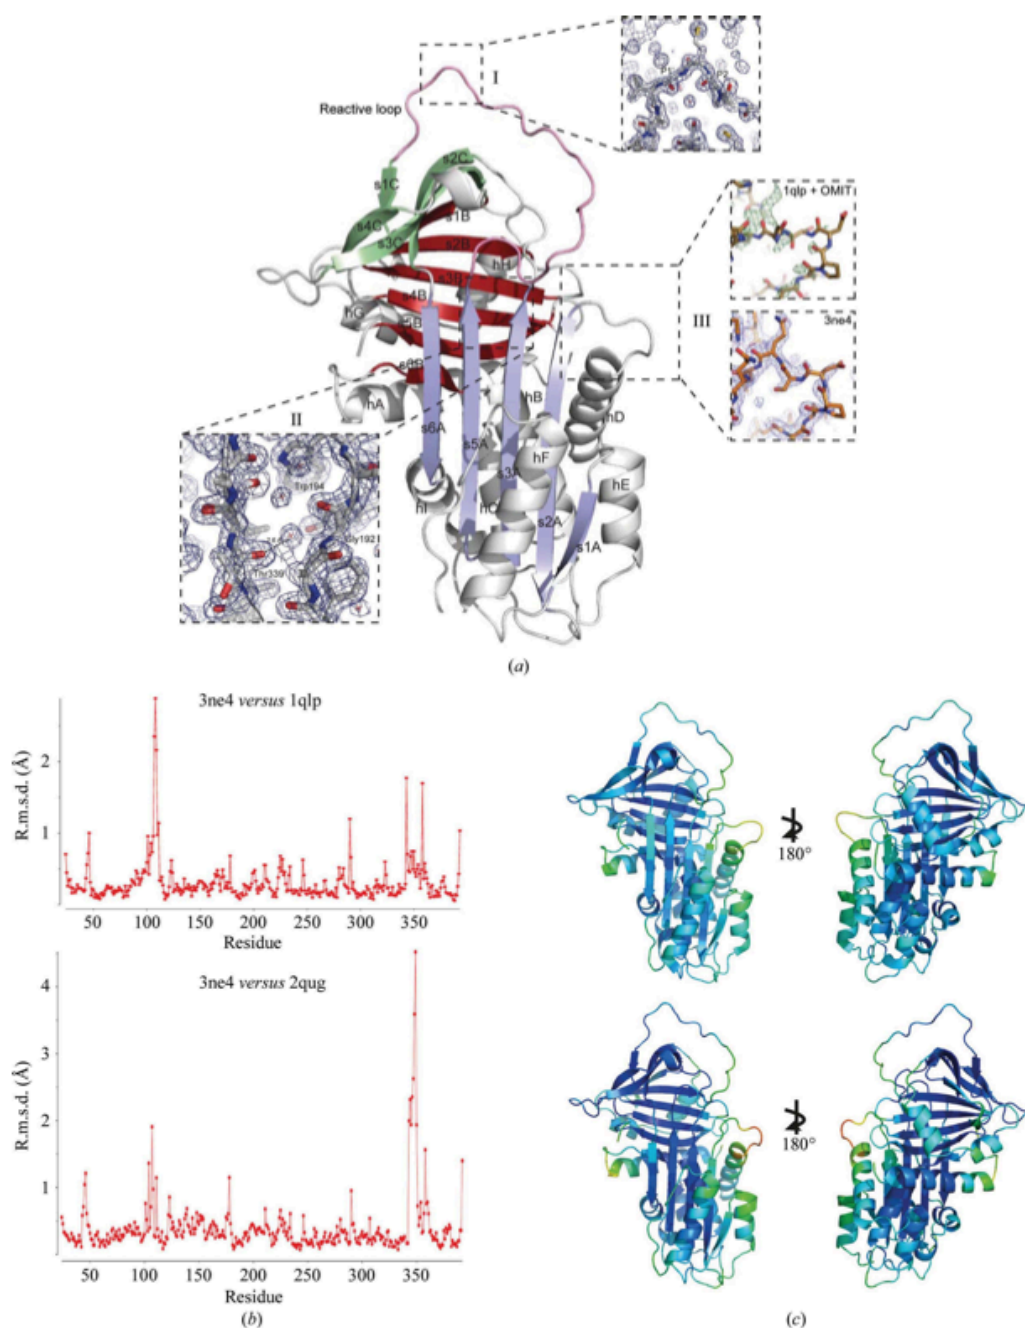 I
Reactive loop
P1
s2C
s1C
1qlp + OMIT
s4C
s1B
s3C
s2B
hH
s3B
hG
s4B
III
s5B
3ne4
s6B
hA
hB
II
hD
s6A
s5A
hF
Trp194
s3A
hE
hI
hC
s2A
Gly192
s1A
Thr339
(a)
3ne4 versus 1qlp
R.m.s.d. (Å)
2
1
50 100 150 200 250 300 350
Residue
180°
3ne4 versus 2qug
R.m.s.d. (Å)
4
3
2
1
50 100 150 200 250 300 350
Residue
180°
(b)
(c)